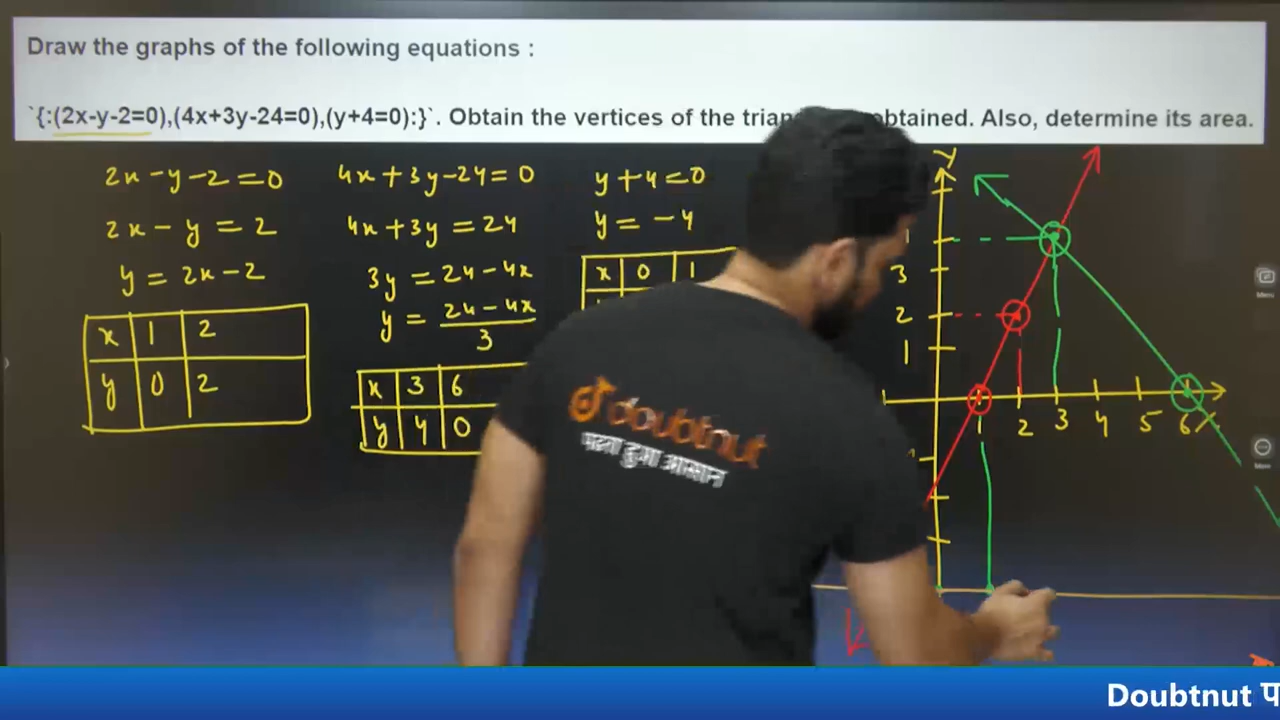 Draw the graphs of the following equations :
`{:(2x-y-2=0),(4x+3y-24=0),(y+4=0):}`. Obtain the vertices of the obtained. Also, determine its area.
2x - y - 2 = 0
2x - y = 2
y = 2x - 2
x 1 2
y 0 2
4x + 3y - 24 = 0
4x + 3y = 24
3y = 24 - 4x
y = 24 - 4x
3
x 3 6
y 4 0
y + 4 = 0
y = -4
x 0 1
y
3
2
1
1 2 3 4 5 6 x
doubtnut
पढ़ना हुआ आसान
Menu
Menu
Doubtnut